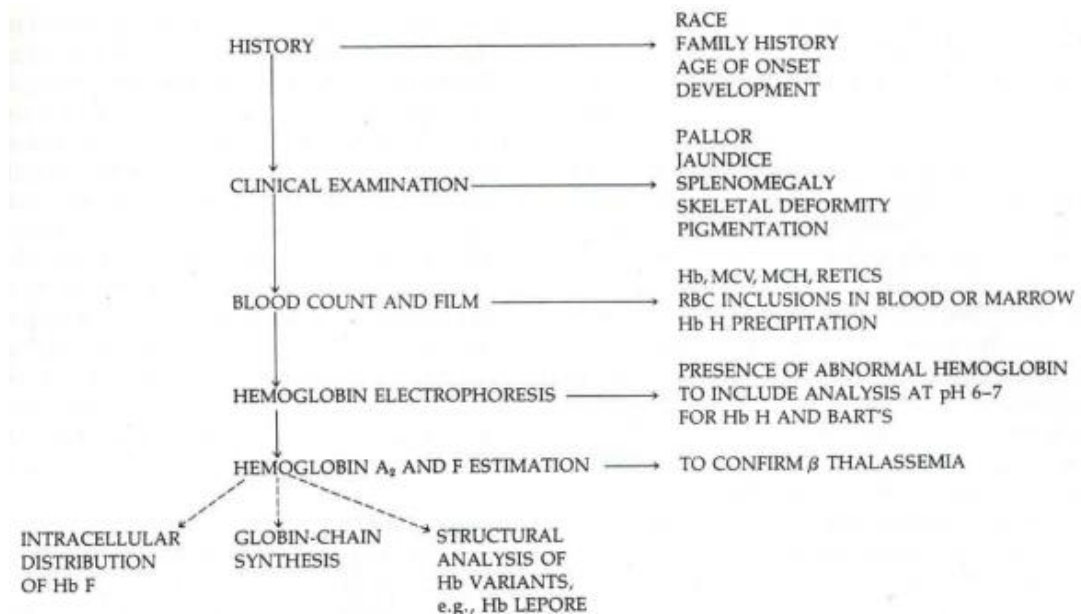 HISTORY
RACE
FAMILY HISTORY
AGE OF ONSET
DEVELOPMENT
CLINICAL EXAMINATION
PALLOR
JAUNDICE
SPLENOMEGALY
SKELETAL DEFORMITY
PIGMENTATION
BLOOD COUNT AND FILM
Hb, MCV, MCH, RETICS
RBC INCLUSIONS IN BLOOD OR MARROW
Hb H PRECIPITATION
HEMOGLOBIN ELECTROPHORESIS
PRESENCE OF ABNORMAL HEMOGLOBIN
TO INCLUDE ANALYSIS AT pH 6–7
FOR Hb H AND BART'S
HEMOGLOBIN A₂ AND F ESTIMATION
TO CONFIRM β THALASSEMIA
INTRACELLULAR
DISTRIBUTION
OF Hb F
GLOBIN-CHAIN
SYNTHESIS
STRUCTURAL
ANALYSIS OF
Hb VARIANTS,
e.g., Hb LEPORE